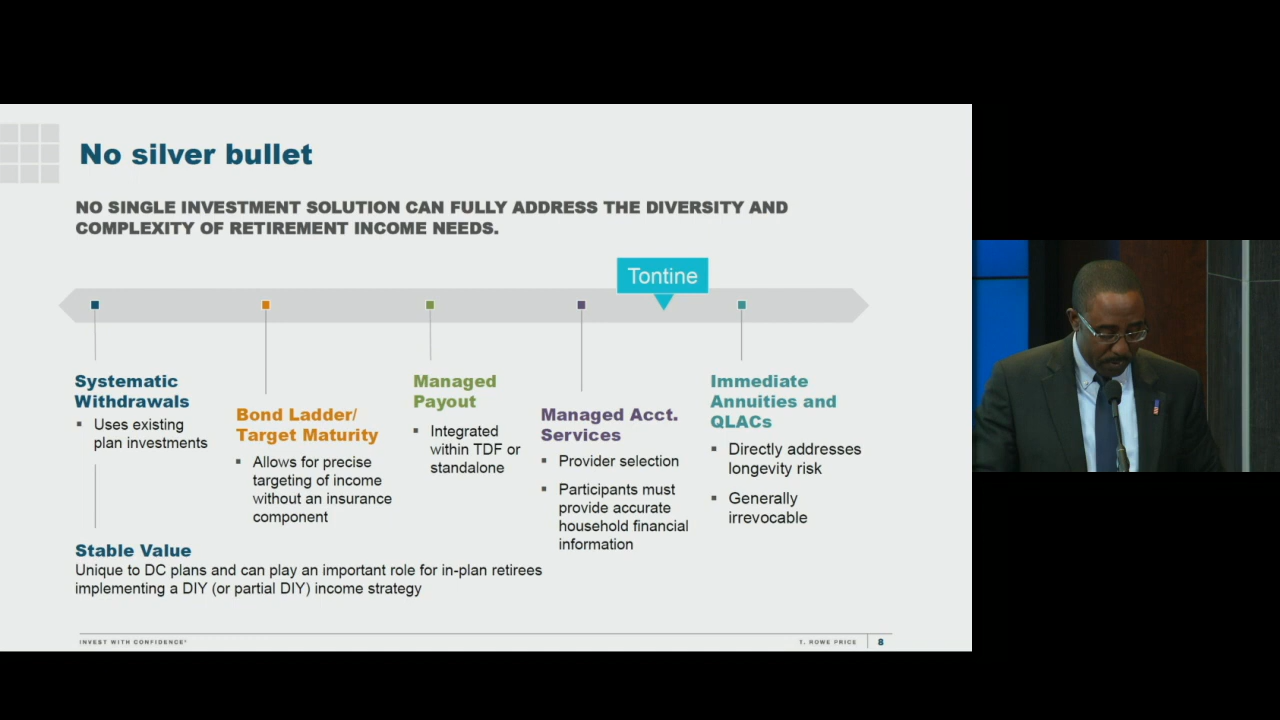 No silver bullet
NO SINGLE INVESTMENT SOLUTION CAN FULLY ADDRESS THE DIVERSITY AND
COMPLEXITY OF RETIREMENT INCOME NEEDS.
Tontine
Systematic
Withdrawals
▪ Uses existing
plan investments
Bond Ladder/
Target Maturity
▪ Allows for precise
targeting of income
without an insurance
component
Managed
Payout
▪ Integrated
within TDF or
standalone
Managed Acct.
Services
▪ Provider selection
▪ Participants must
provide accurate
household financial
information
Immediate
Annuities and
QLACs
▪ Directly addresses
longevity risk
▪ Generally
irrevocable
Stable Value
Unique to DC plans and can play an important role for in-plan retirees
implementing a DIY (or partial DIY) income strategy
INVEST WITH CONFIDENCE®
T. ROWE PRICE 8